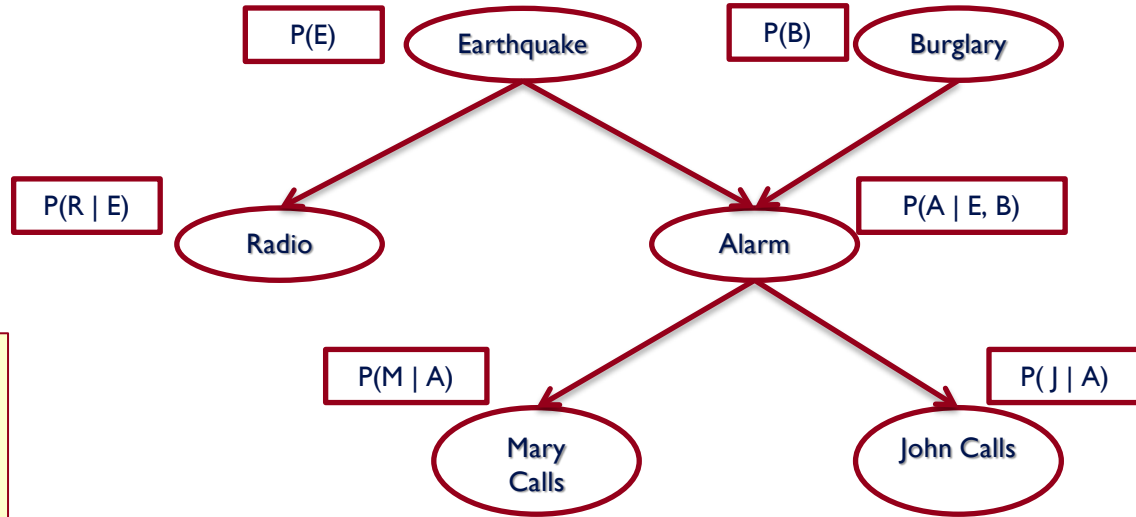 P(E)
Earthquake
P(B)
Burglary
P(R | E)
Radio
Alarm
P(A | E, B)
P(M | A)
P( J | A)
Mary
Calls
John Calls